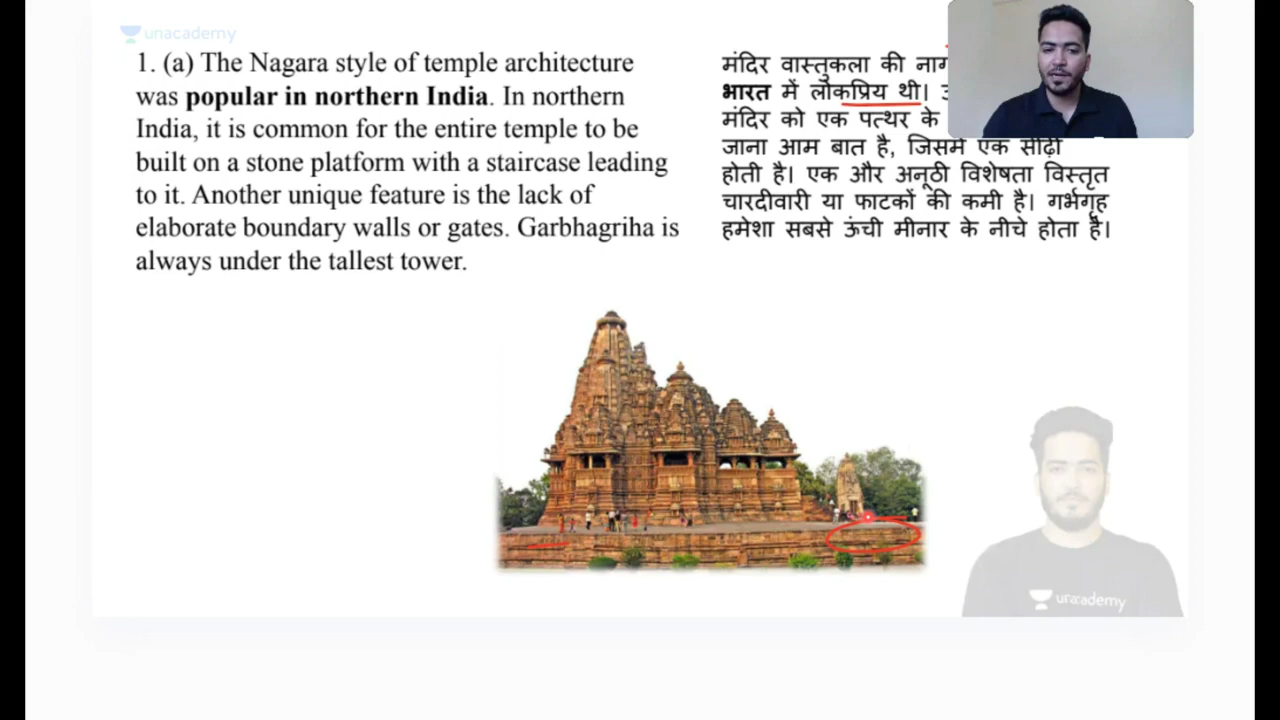 unacademy
1. (a) The Nagara style of temple architecture
was popular in northern India. In northern
India, it is common for the entire temple to be
built on a stone platform with a staircase leading
to it. Another unique feature is the lack of
elaborate boundary walls or gates. Garbhagriha is
always under the tallest tower.
मंदिर वास्तुकला की
भारत में लोकप्रिय थी।
मंदिर को एक पत्थर के
जाना आम बात है, जिसमें एक सीढ़ी
होती है। एक और अनूठी विशेषता विस्तृत
चारदीवारी या फाटकों की कमी है। गर्भगृह
हमेशा सबसे ऊंची मीनार के नीचे होता है।
unacademy